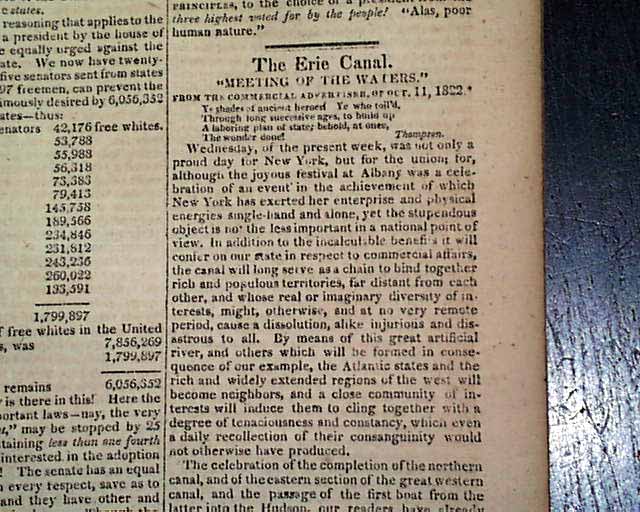 e states.
reasoning that applies to the
a president by the house of
e equally urged against the
ate. We now have twenty-
five senators sent from states
97 freemen, can prevent the
imously desired by 6,056,352
ates—thus:
enators 42,176 free whites.
53,788
55,988
56,318
73,383
79,413
145,738
189,566
234,846
231,812
243,236
260,022
133,591
1,799,897
f free whites in the United
s, was 7,856,269
1,799,897
remains 6,056,352
y is there in this! Here the
portant laws—nay, the very
," may be stopped by 25
taining less than one fourth
interested in the adoption
! The senate has an equal
n every respect, save as to
and they have other and
PRINCIPLES, to the choice of a president from the
three highest voted for by the people! "Alas, poor
human nature."
The Erie Canal.
"MEETING OF THE WATERS."
FROM THE COMMERCIAL ADVERTISER, OF OCT. 11, 1822.*
Ye shades of ancient heroes! Ye who toil'd,
Through long successive ages, to build up
A laboring plan of state; behold, at once,
The wonder done! Thompson.
Wednesday, of the present week, was not only a
proud day for New York, but for the union; for,
although the joyous festival at Albany was a cele-
bration of an event in the achievement of which
New York has exerted her enterprise and physical
energies single-hand and alone, yet the stupendous
object is not the less important in a national point of
view. In addition to the incalculable benefits it will
confer on our state in respect to commercial affairs,
the canal will long serve as a chain to bind together
rich and populous territories, far distant from each
other, and whose real or imaginary diversity of in-
terests, might, otherwise, and at no very remote
period, cause a dissolution, alike injurious and dis-
astrous to all. By means of this great artificial
river, and others which will be formed in conse-
quence of our example, the Atlantic states and the
rich and widely extended regions of the west will
become neighbors, and a close community of in-
terests will induce them to cling together with a
degree of tenaciousness and constancy, which even
a daily recollection of their consanguinity would
not otherwise have produced.
The celebration of the completion of the northern
canal, and of the eastern section of the great western
canal, and the passage of the first boat from the
latter into the Hudson, our readers have already